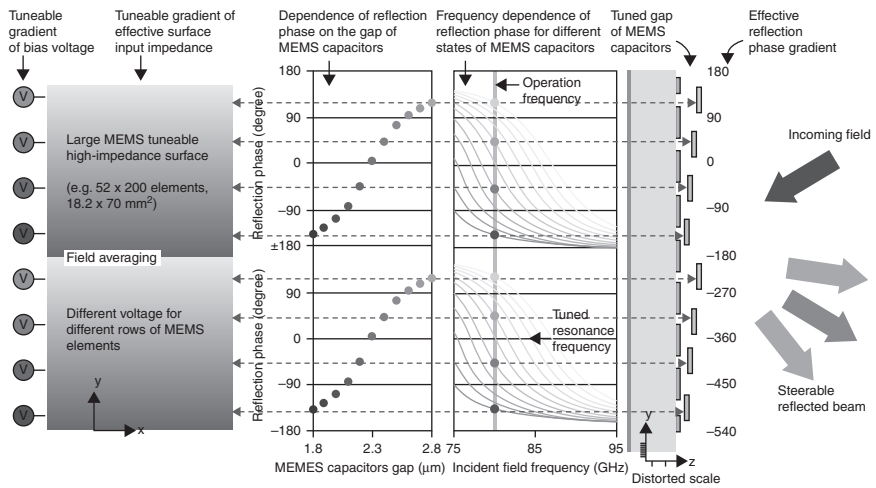 Tuneable
gradient
of bias voltage
Tuneable gradient of
effective surface
input impedance
Dependence of reflection
phase on the gap of
MEMS capacitors
Frequency dependence of
reflection phase for different
states of MEMS capacitors
Tuned gap
of MEMS
capacitors
Effective
reflection
phase gradient
V
V
V
V
V
V
V
V
Large MEMS tuneable
high-impedance surface
(e.g. 52 x 200 elements,
18.2 x 70 mm²)
Field averaging
Different voltage for
different rows of MEMS
elements
y
x
Reflection phase (degree)
Reflection phase (degree)
180
90
0
−90
±180
90
0
−90
−180
1.8
2.3
2.8
MEMES capacitors gap (μm)
Operation
frequency
Tuned
resonance
frequency
75
85
95
Incident field frequency (GHz)
y
z
Distorted scale
180
90
0
−90
−180
−270
−360
−450
−540
Incoming field
Steerable
reflected beam